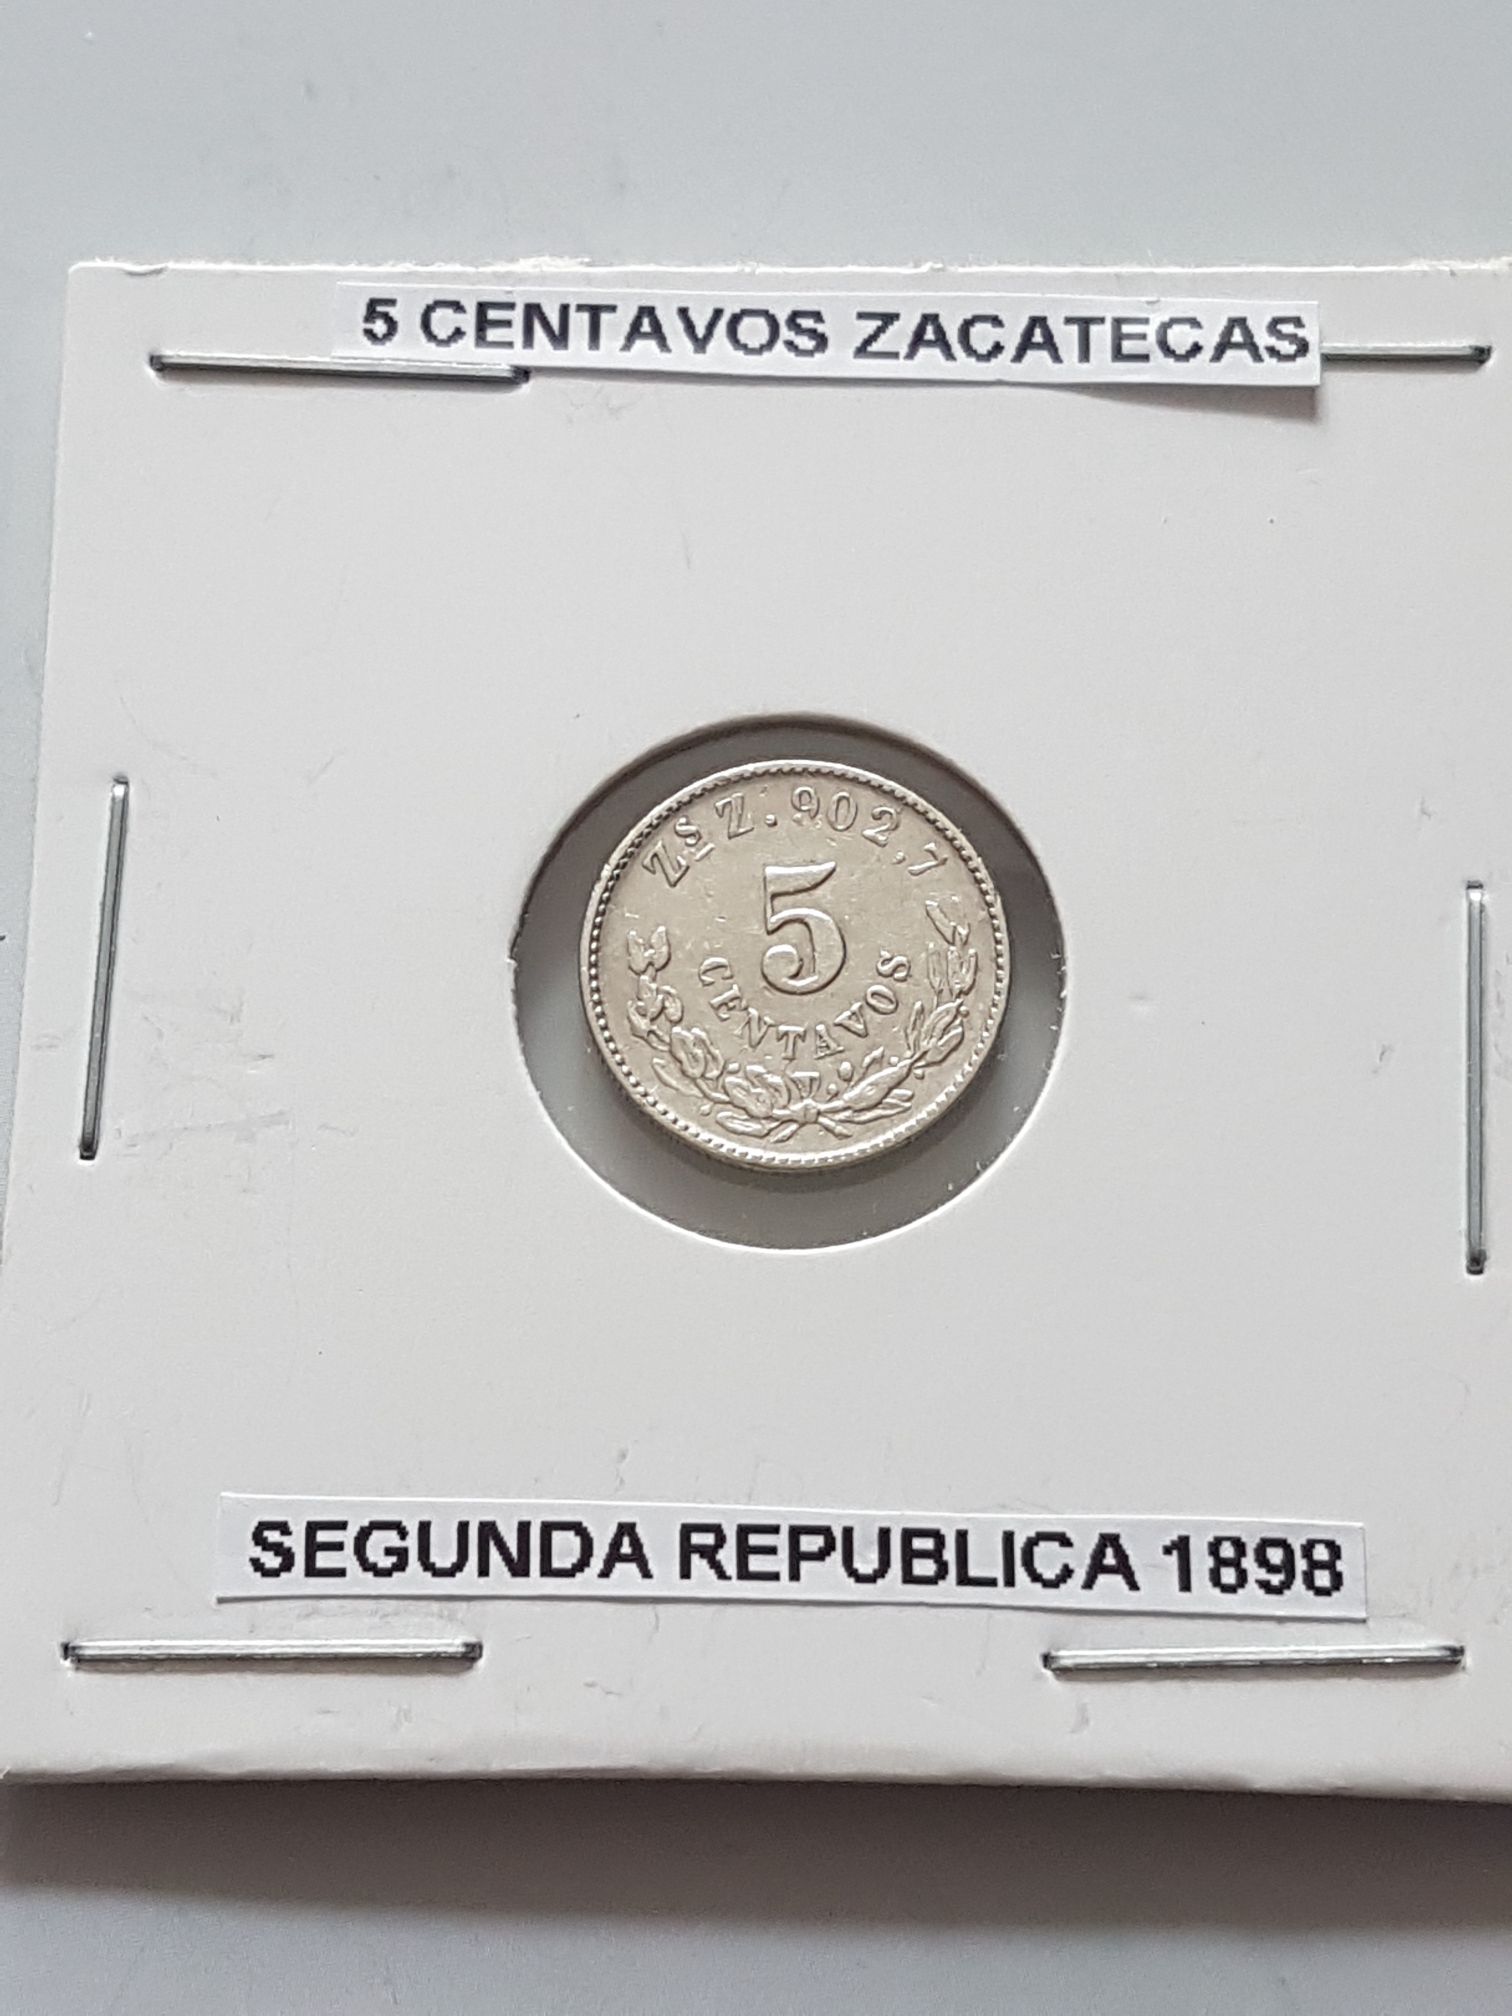 5 CENTAVOS ZACATECAS
Zs Z. 902,7
5
CENTAVOS
SEGUNDA REPUBLICA 1898